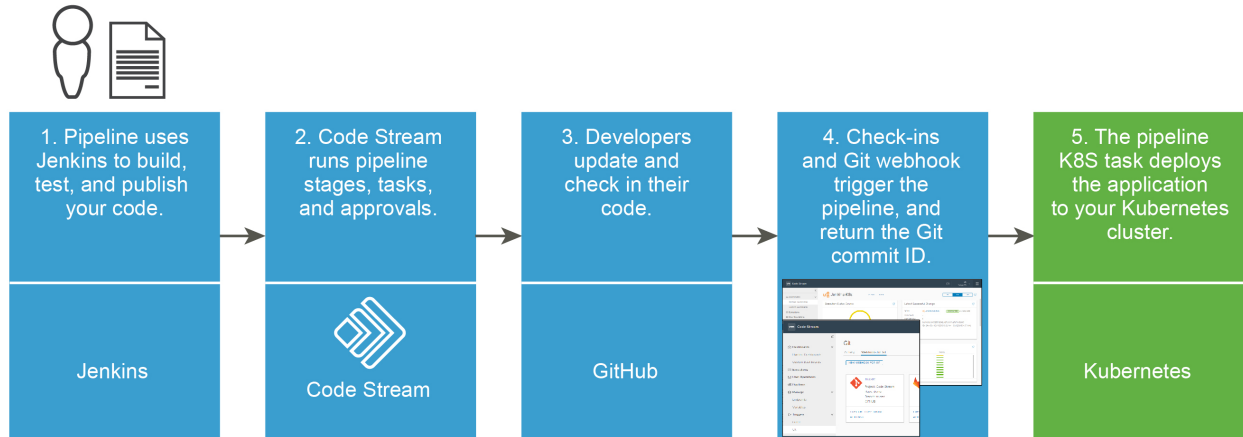 1. Pipeline uses
Jenkins to build,
test, and publish
your code.
2. Code Stream
runs pipeline
stages, tasks,
and approvals.
3. Developers
update and
check in their
code.
4. Check-ins
and Git webhook
trigger the
pipeline, and
return the Git
commit ID.
5. The pipeline
K8S task deploys
the application
to your Kubernetes
cluster.
Jenkins
Code Stream
GitHub
Code Stream
Git
Kubernetes